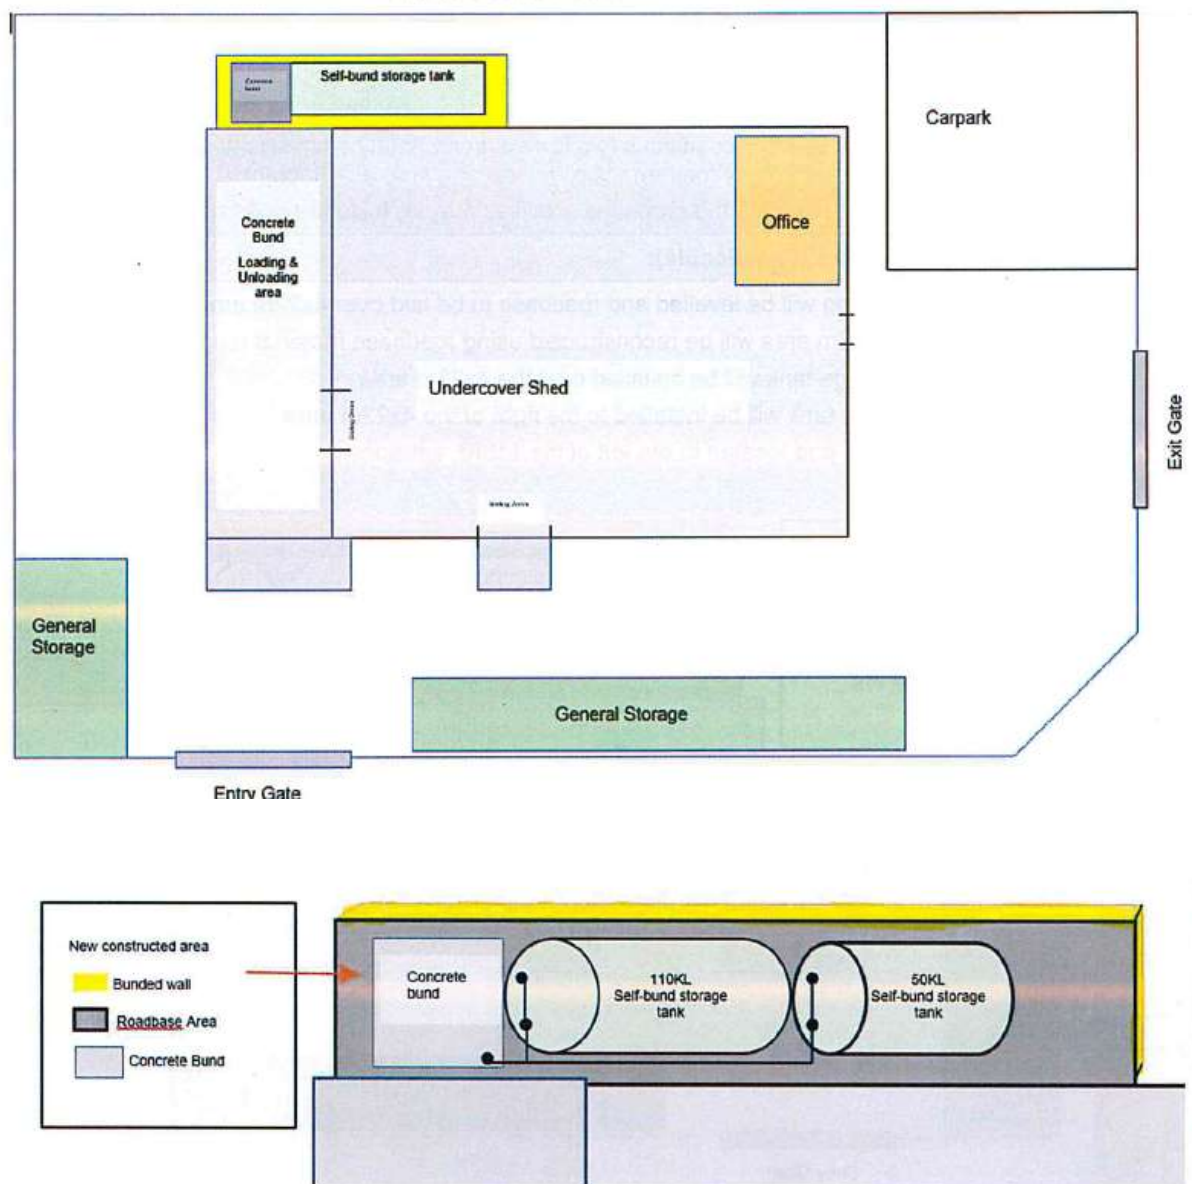 Self-bund storage tank
Carpark
Concrete
Bund
Loading &
Unloading
area
Office
Undercover Shed
Exit Gate
General
Storage
General Storage
Entry Gate
New constructed area
Bunded wall
Roadbase Area
Concrete Bund
Concrete
bund
110KL
Self-bund storage
tank
50KL
Self-bund storage
tank